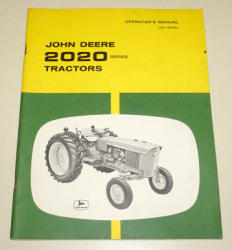 OPERATOR'S MANUAL
JOHN DEERE
2020 SERIES
TRACTORS